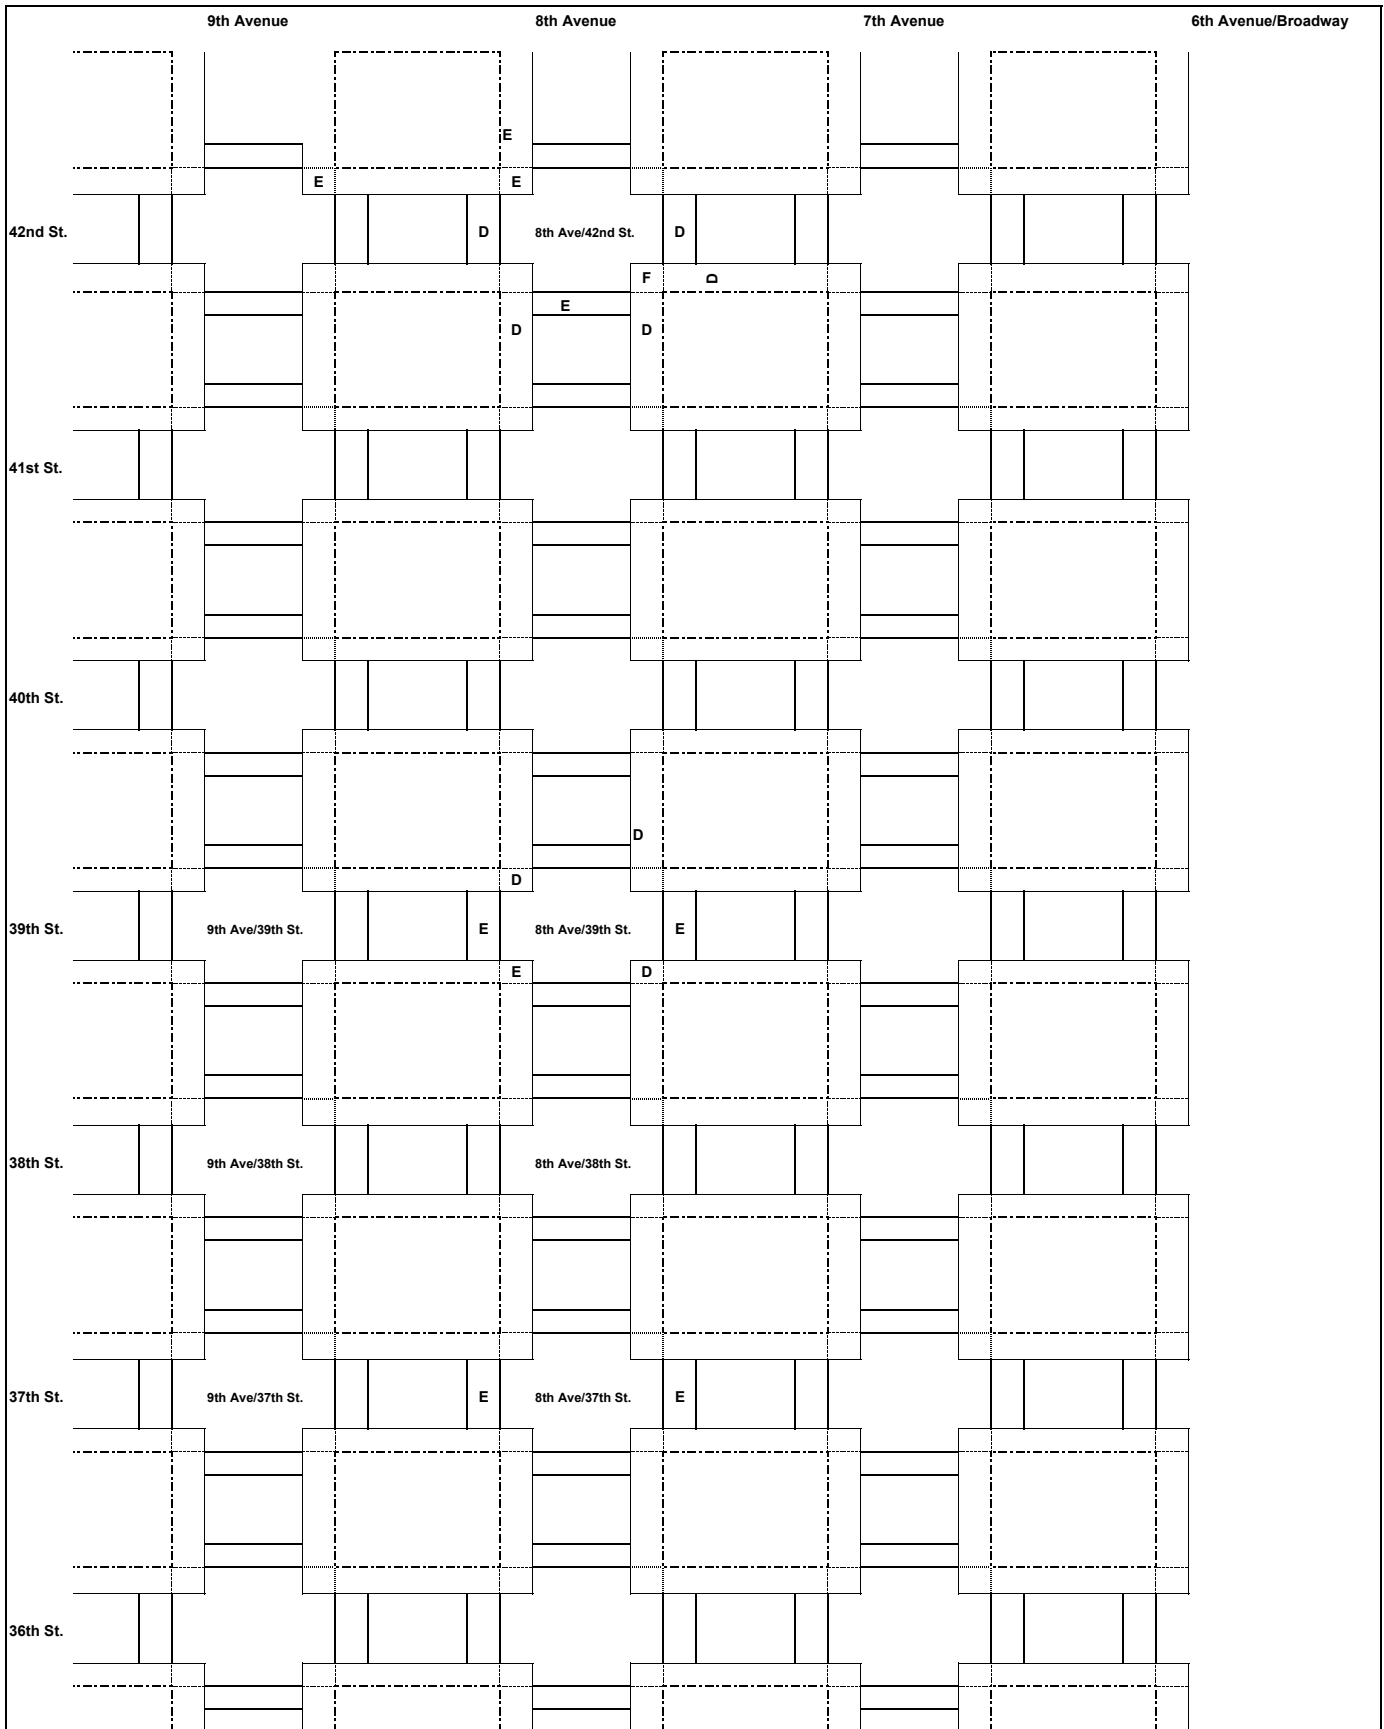 9th Avenue 8th Avenue 7th Avenue 6th Avenue/Broadway
E
E E
42nd St. D 8th Ave/42nd St. D
F D
E
D D
41st St.
40th St.
D
D
39th St. 9th Ave/39th St. E 8th Ave/39th St. E
E D
38th St. 9th Ave/38th St. 8th Ave/38th St.
37th St. 9th Ave/37th St. E 8th Ave/37th St. E
36th St.